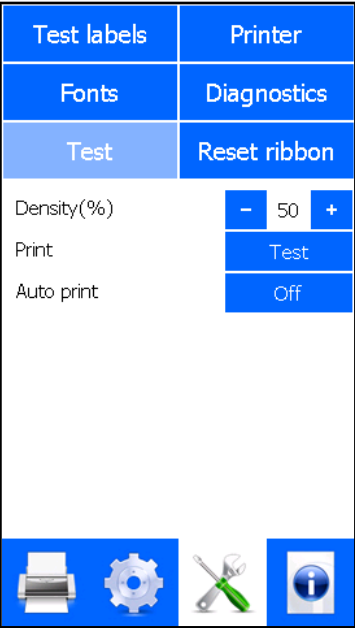 Test labels
Printer
Fonts
Diagnostics
Test
Reset ribbon
Density(%) - 50 +
Print Test
Auto print Off
i